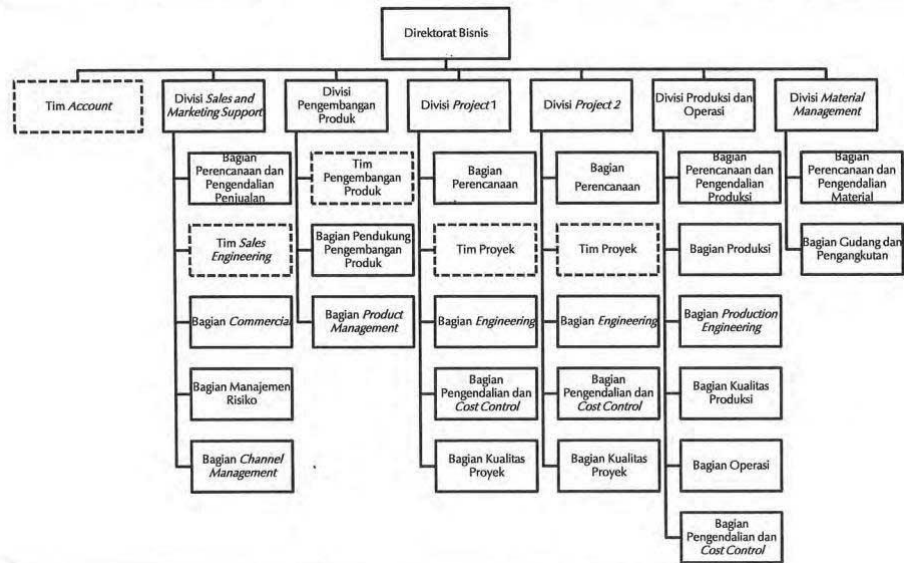 Direktorat Bisnis
Tim Account
Divisi Sales and
Marketing Support
Divisi
Pengembangan
Produk
Divisi Project 1
Divisi Project 2
Divisi Produksi dan
Operasi
Divisi Material
Management
Bagian
Perencanaan dan
Pengendalian
Penjualan
Tim Sales
Engineering
Bagian Commercial
Bagian Manajemen
Risiko
Bagian Channel
Management
Tim
Pengembangan
Produk
Bagian Pendukung
Pengembangan
Produk
Bagian Product
Management
Bagian
Perencanaan
Tim Proyek
Bagian Engineering
Bagian
Pengendalian dan
Cost Control
Bagian Kualitas
Proyek
Bagian
Perencanaan
Tim Proyek
Bagian Engineering
Bagian
Pengendalian dan
Cost Control
Bagian Kualitas
Proyek
Bagian
Perencanaan dan
Pengendalian
Produksi
Bagian Produksi
Bagian Production
Engineering
Bagian Kualitas
Produksi
Bagian Operasi
Bagian
Pengendalian dan
Cost Control
Bagian
Perencanaan dan
Pengendalian
Material
Bagian Gudang dan
Pengangkutan